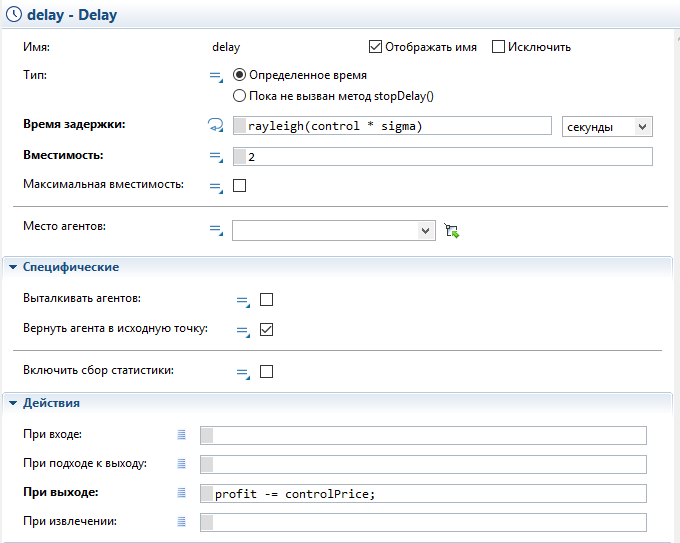 delay - Delay
Имя: delay Отображать имя Исключить
Тип: Определенное время
Пока не вызван метод stopDelay()
Время задержки: rayleigh(control * sigma) секунды
Вместимость: 2
Максимальная вместимость:
Место агентов:
Специфические
Выталкивать агентов:
Вернуть агента в исходную точку:
Включить сбор статистики:
Действия
При входе:
При подходе к выходу:
При выходе: profit -= controlPrice;
При извлечении: